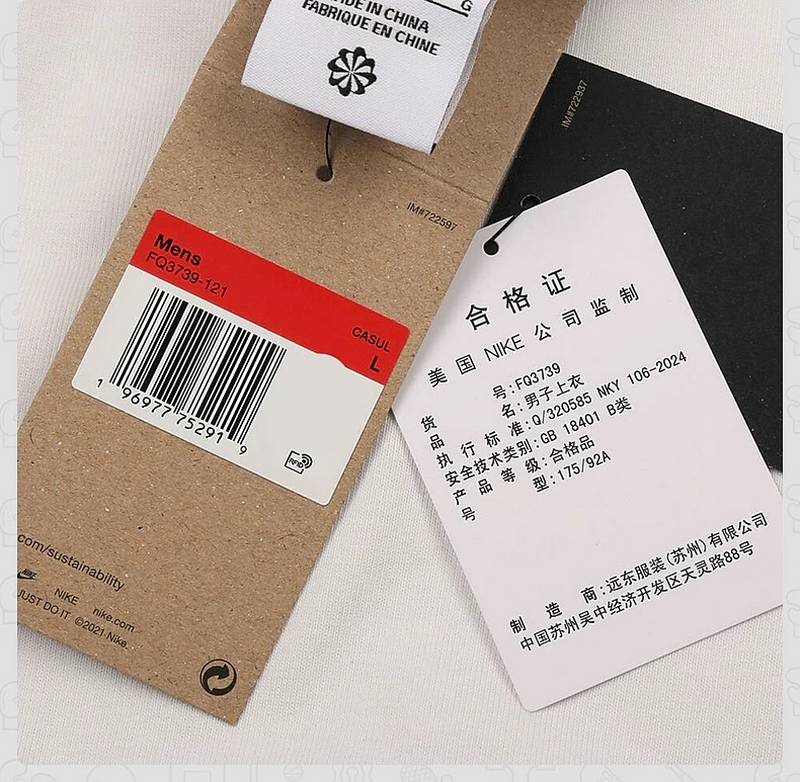 G
MADE IN CHINA
FABRIQUE EN CHINE
IM#722937
IM#722597
Mens
FQ3739-121
CASUL
L
1 96977 75291 9
RFID
com/sustainability
NIKE nike.com
JUST DO IT ©2021 Nike.
合格证
美国 NIKE 公司监制
货号:FQ3739
品名:男子上衣
执行标准:Q/320585 NKY 106-2024
安全技术类别:GB 18401 B类
产品等级:合格品
号型:175/92A
制造商:远东服装(苏州)有限公司
中国苏州吴中经济开发区天灵路88号